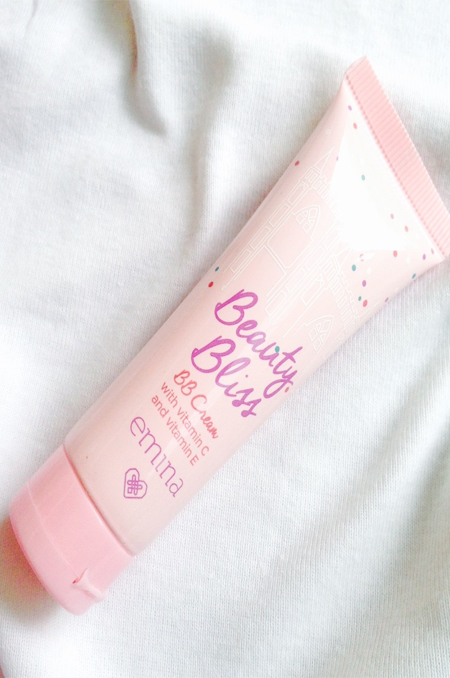 Beauty
Bliss
BB Cream
with vitamin C
and vitamin E
emina